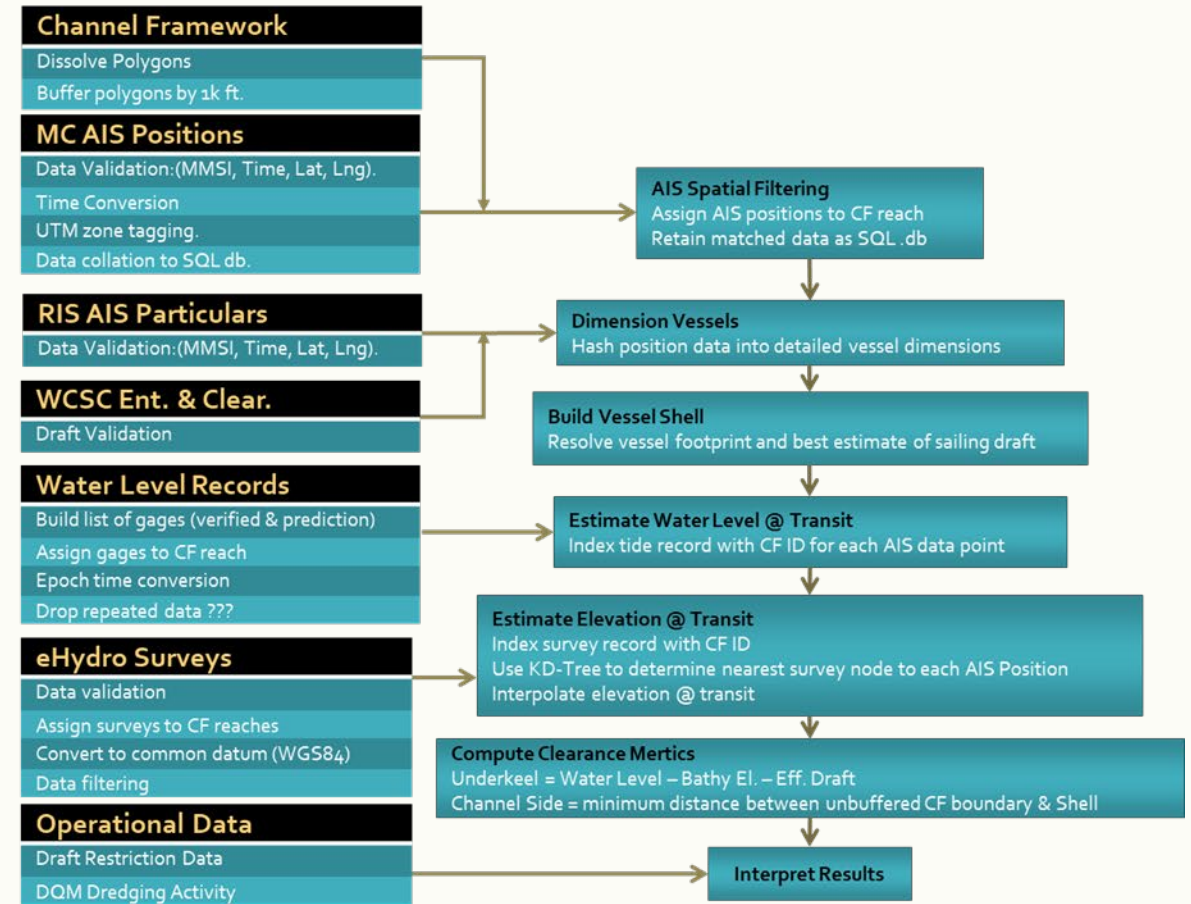 Channel Framework
Dissolve Polygons
Buffer polygons by 1k ft.
MC AIS Positions
Data Validation:(MMSI, Time, Lat, Lng).
Time Conversion
UTM zone tagging.
Data collation to SQL db.
RIS AIS Particulars
Data Validation:(MMSI, Time, Lat, Lng).
WCSC Ent. & Clear.
Draft Validation
Water Level Records
Build list of gages (verified & prediction)
Assign gages to CF reach
Epoch time conversion
Drop repeated data ???
eHydro Surveys
Data validation
Assign surveys to CF reaches
Convert to common datum (WGS84)
Data filtering
Operational Data
Draft Restriction Data
DQM Dredging Activity
AIS Spatial Filtering
Assign AIS positions to CF reach
Retain matched data as SQL .db
Dimension Vessels
Hash position data into detailed vessel dimensions
Build Vessel Shell
Resolve vessel footprint and best estimate of sailing draft
Estimate Water Level @ Transit
Index tide record with CF ID for each AIS data point
Estimate Elevation @ Transit
Index survey record with CF ID
Use KD-Tree to determine nearest survey node to each AIS Position
Interpolate elevation @ transit
Compute Clearance Mertics
Underkeel = Water Level – Bathy El. – Eff. Draft
Channel Side = minimum distance between unbuffered CF boundary & Shell
Interpret Results